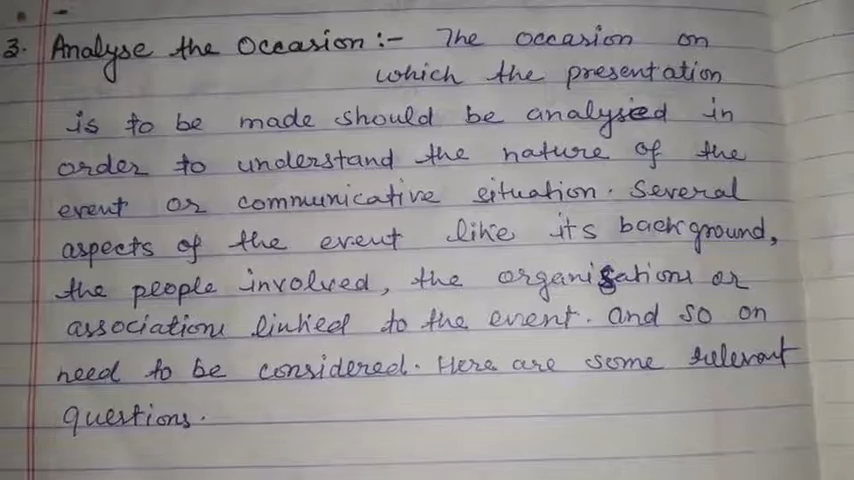 3. Analyse the Occasion :- The occasion on
which the presentation
is to be made should be analysied in
order to understand the nature of the
event or communicative situation. Several
aspects of the event like its background,
the people involved, the organisations or
associations linked to the event. and so on
need to be considered. Here are some relevant
questions.